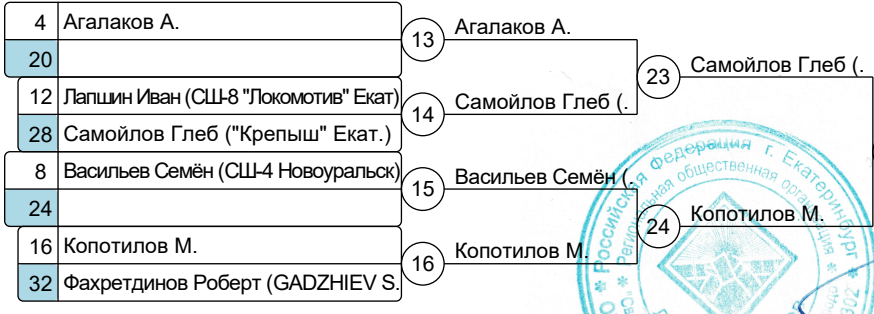 4 Агалаков А.
20
13 Агалаков А.
12 Лапшин Иван (СШ-8 "Локомотив" Екат)
28 Самойлов Глеб ("Крепыш" Екат.)
14 Самойлов Глеб (.
23 Самойлов Глеб (.
8 Васильев Семён (СШ-4 Новоуральск)
24
15 Васильев Семён (.
16 Копотилов М.
32 Фахретдинов Роберт (GADZHIEV S.
16 Копотилов М.
24 Копотилов М.
Российская Федерация г. Екатеринбург
Региональная общественная организация
302